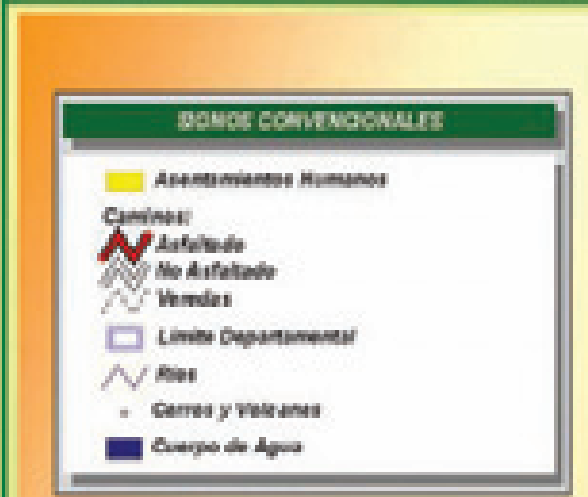 SIGNOS CONVENCIONALES
Asentamientos Humanos
Caminos:
Asfaltado
No Asfaltado
Veredas
Limite Departamental
Rios
Cerros y Volcanes
Cuerpo de Agua